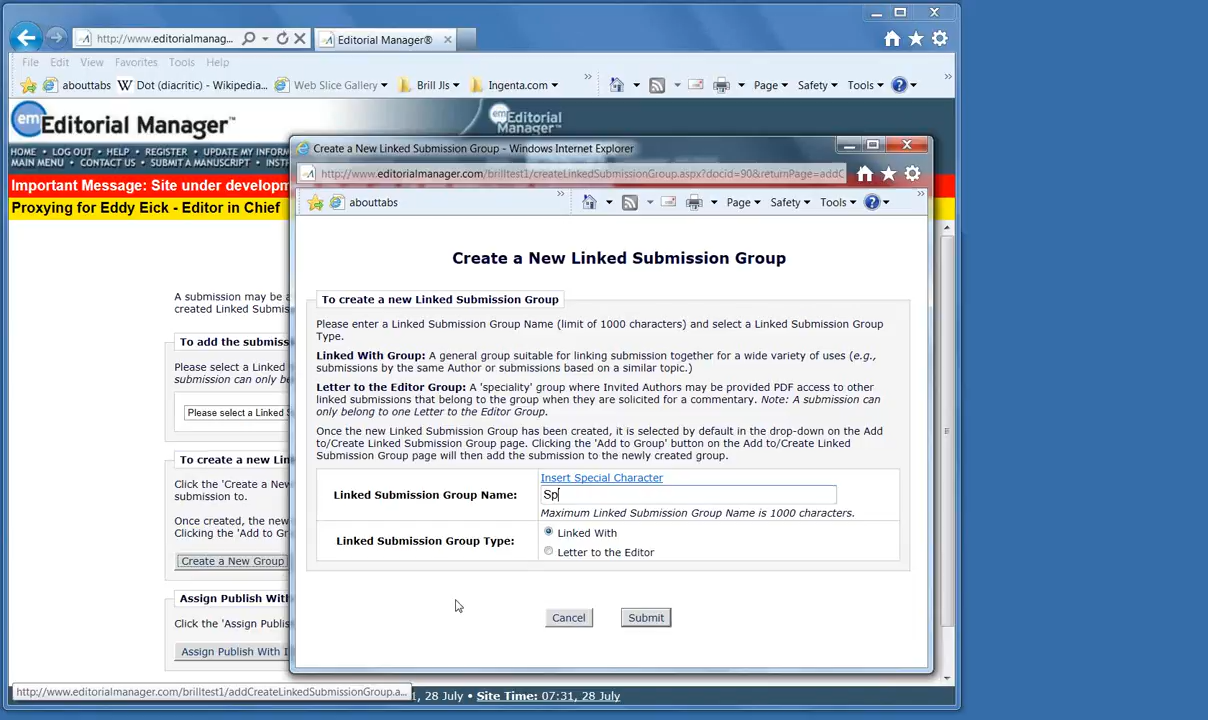 http://www.editorialmanag...
Editorial Manager®
File Edit View Favorites Tools Help
abouttabs
Dot (diacritic) - Wikipedia...
Web Slice Gallery
Brill Jls
Ingenta.com
Page
Safety
Tools
em Editorial Manager™
em Editorial Manager™
HOME • LOG OUT • HELP • REGISTER • UPDATE MY INFORM
MAIN MENU • CONTACT US • SUBMIT A MANUSCRIPT • INSTR
Important Message: Site under developm
Proxying for Eddy Eick - Editor in Chief
A submission may be a
created Linked Submis
To add the submiss
Please select a Linked
submission can only b
Please select a Linked S
To create a new Lin
Click the 'Create a New
submission to.
Once created, the new
Clicking the 'Add to Gr
Create a New Group
Assign Publish With
Click the 'Assign Publis
Assign Publish With I
http://www.editorialmanager.com/brilltest1/addCreateLinkedSubmissionGroup.a...
1, 28 July • Site Time: 07:31, 28 July
Create a New Linked Submission Group - Windows Internet Explorer
http://www.editorialmanager.com/brilltest1/createLinkedSubmissionGroup.aspx?docid=90&returnPage=addC
abouttabs
Page
Safety
Tools
Create a New Linked Submission Group
To create a new Linked Submission Group
Please enter a Linked Submission Group Name (limit of 1000 characters) and select a Linked Submission Group
Type.
Linked With Group: A general group suitable for linking submission together for a wide variety of uses (e.g.,
submissions by the same Author or submissions based on a similar topic.)
Letter to the Editor Group: A 'speciality' group where Invited Authors may be provided PDF access to other
linked submissions that belong to the group when they are solicited for a commentary. Note: A submission can
only belong to one Letter to the Editor Group.
Once the new Linked Submission Group has been created, it is selected by default in the drop-down on the Add
to/Create Linked Submission Group page. Clicking the 'Add to Group' button on the Add to/Create Linked
Submission Group page will then add the submission to the newly created group.
Insert Special Character
Linked Submission Group Name:
Sp
Maximum Linked Submission Group Name is 1000 characters.
Linked Submission Group Type:
Linked With
Letter to the Editor
Cancel
Submit